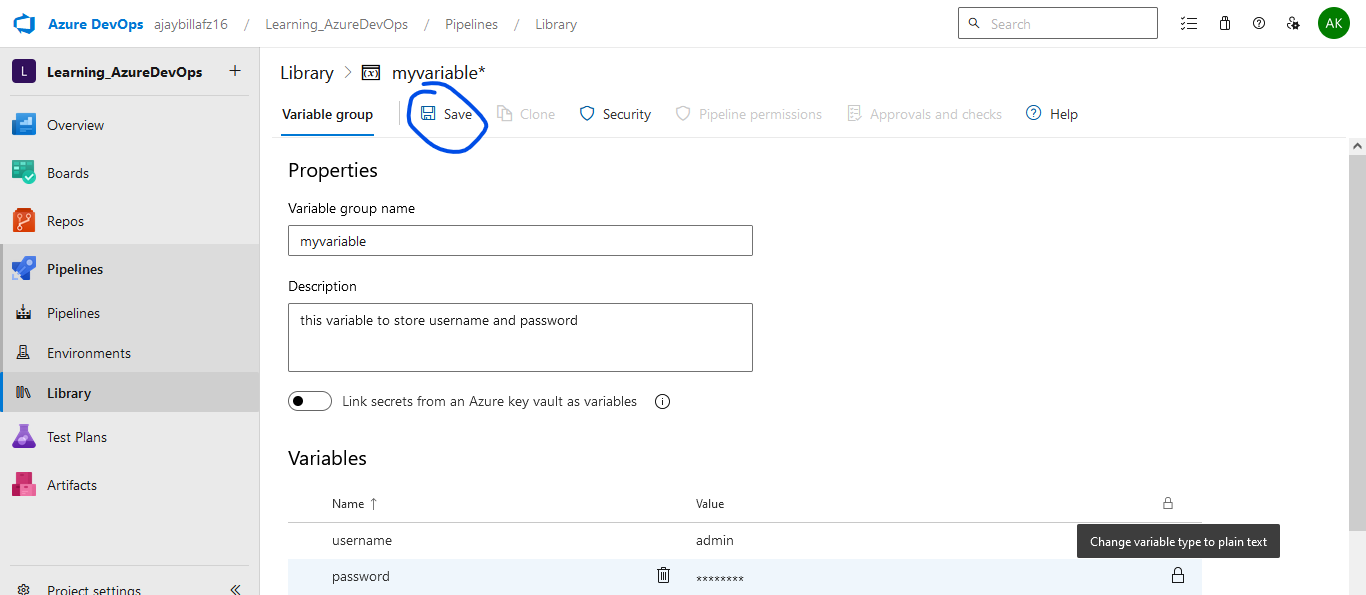 Azure DevOps ajaybillafz16 / Learning_AzureDevOps / Pipelines / Library Search AK
L Learning_AzureDevOps +
Overview
Boards
Repos
Pipelines
Pipelines
Environments
Library
Test Plans
Artifacts
Project settings
Library > (x) myvariable*
Variable group Save Clone Security Pipeline permissions Approvals and checks Help
Properties
Variable group name
myvariable
Description
this variable to store username and password
Link secrets from an Azure key vault as variables
Variables
Name ↑ Value
username admin
Change variable type to plain text
password ********